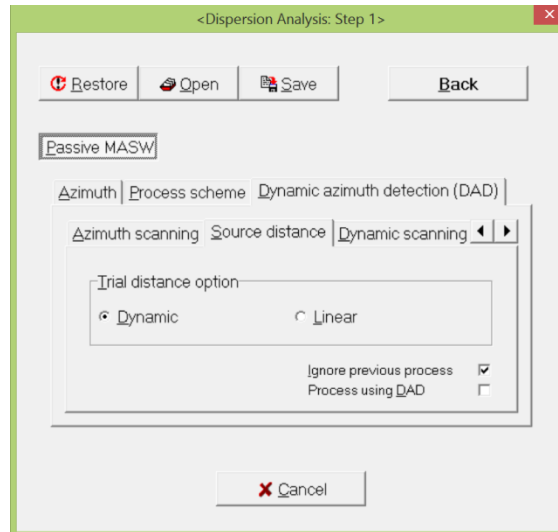 <Dispersion Analysis: Step 1>
Restore Open Save Back
Passive MASW
Azimuth Process scheme Dynamic azimuth detection (DAD)
Azimuth scanning Source distance Dynamic scanning
Trial distance option
Dynamic Linear
Ignore previous process
Process using DAD
Cancel